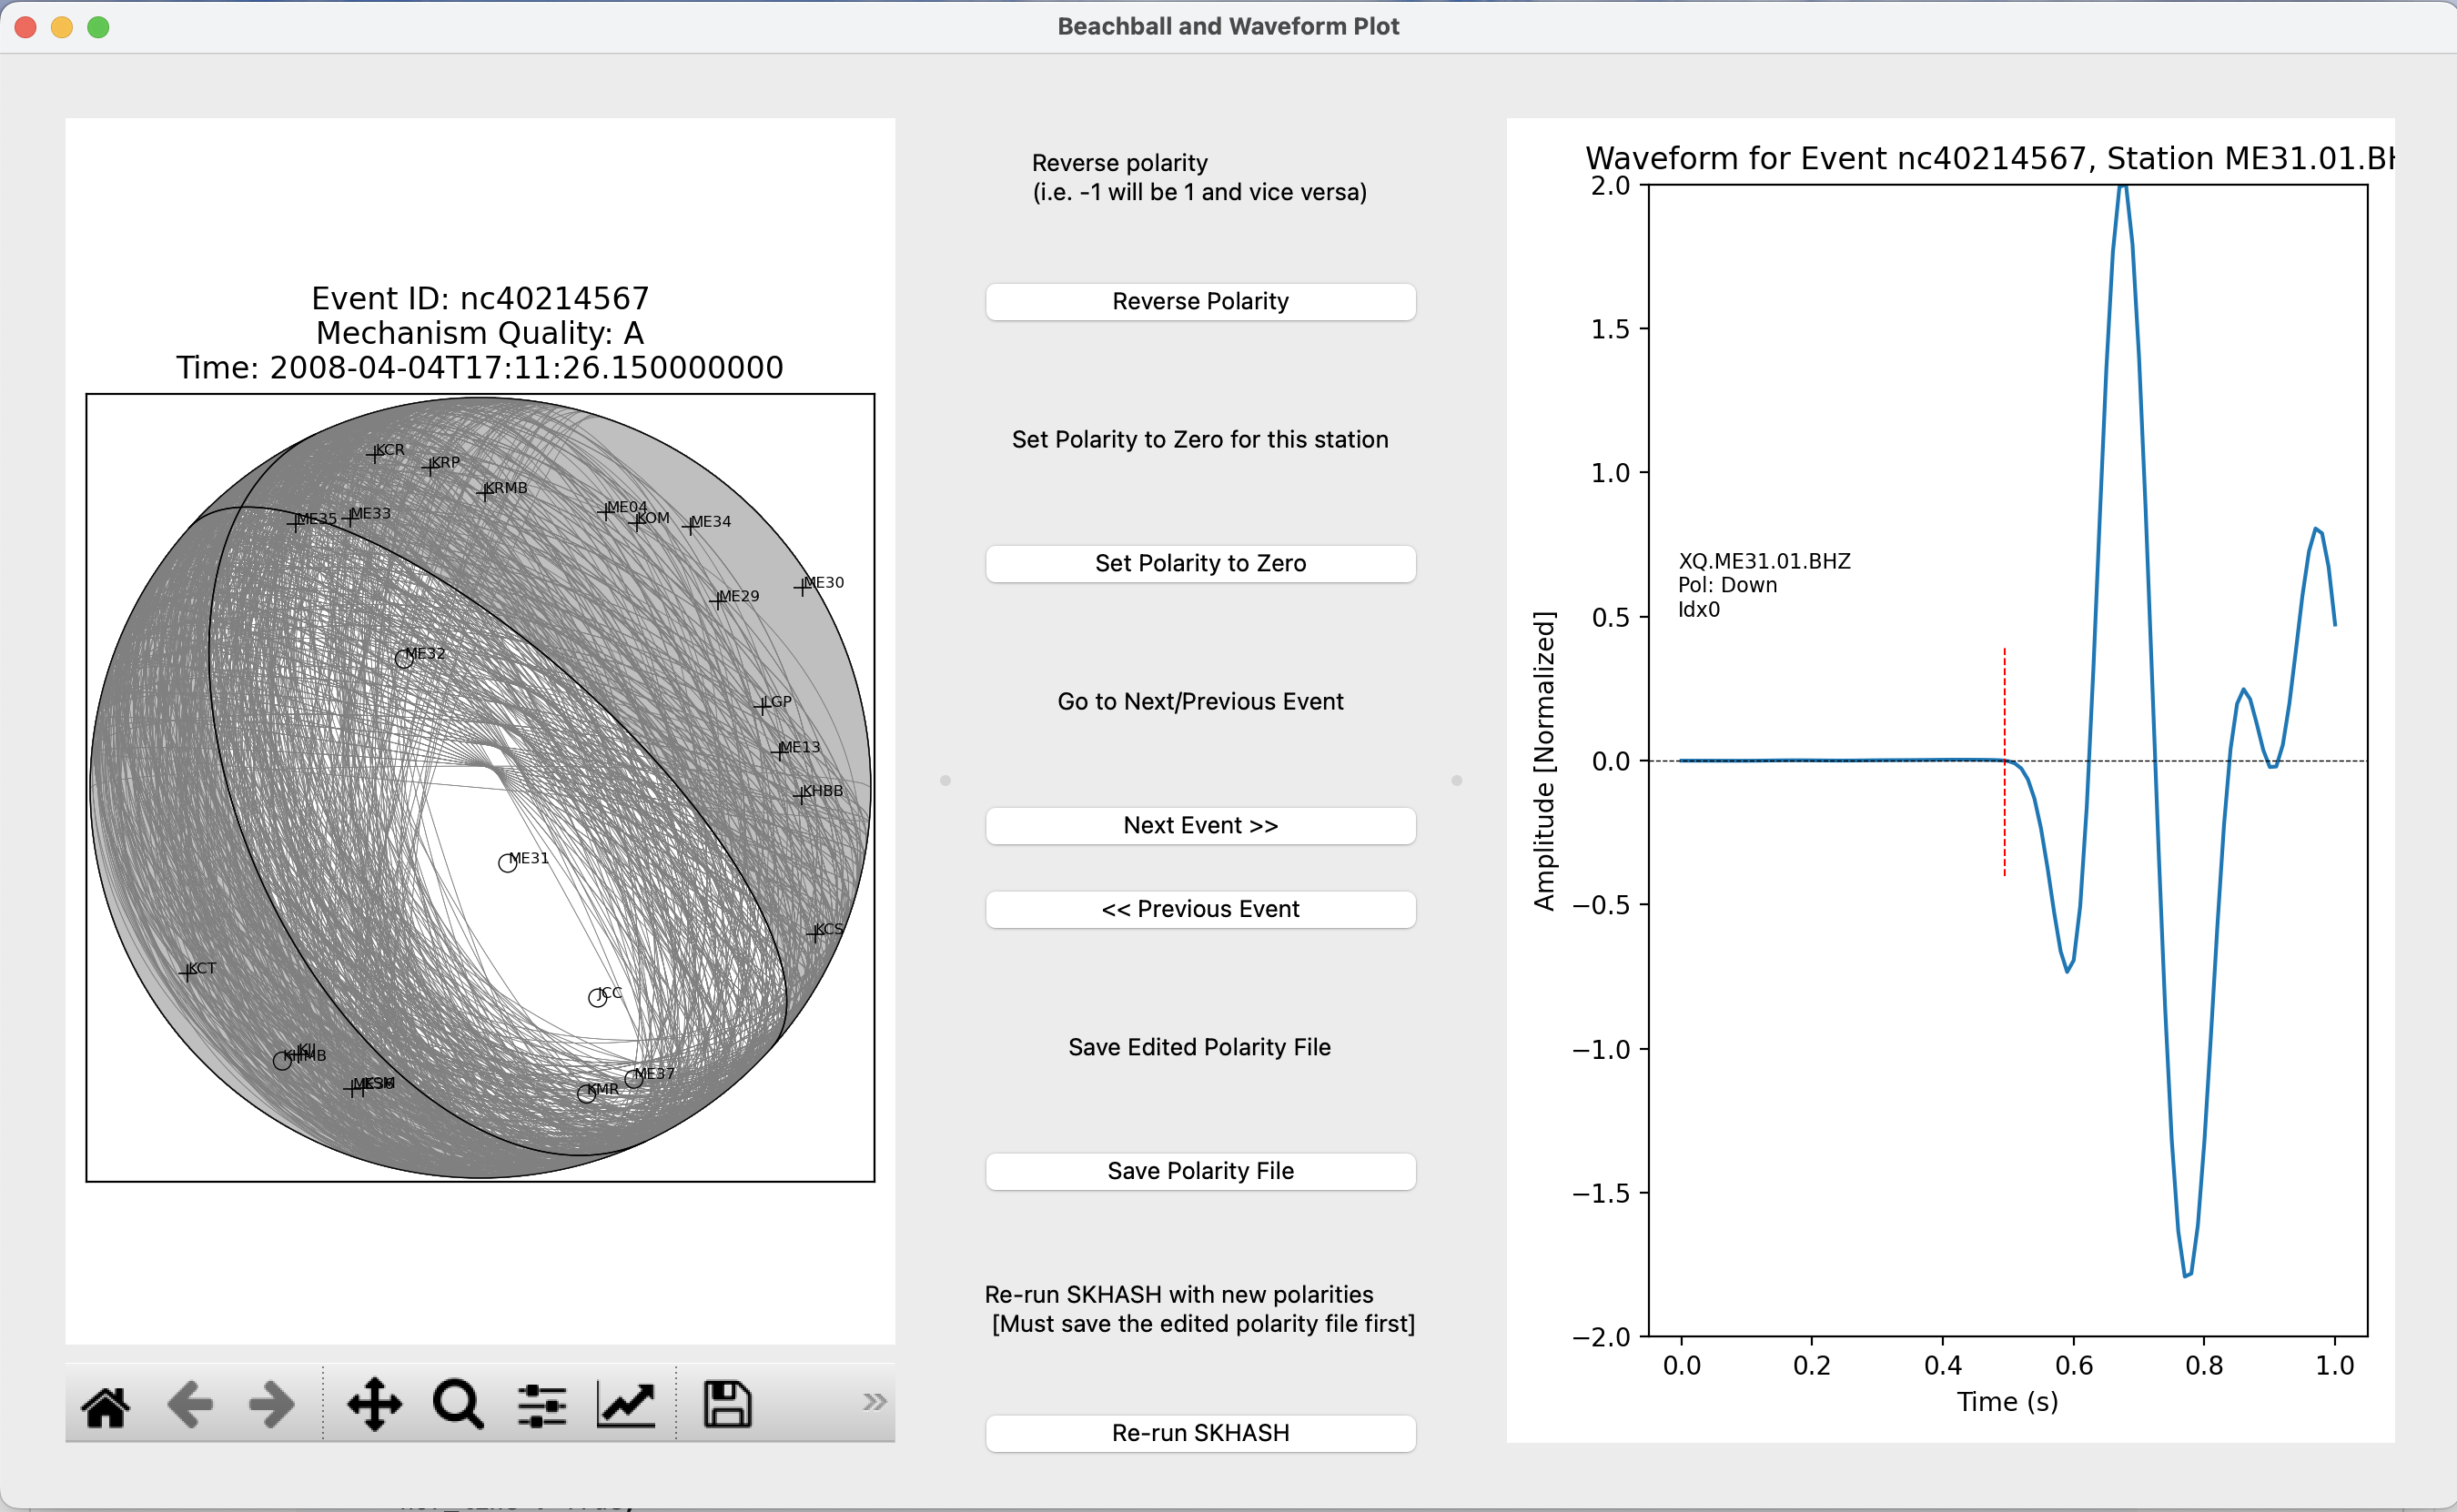 Beachball and Waveform Plot
Event ID: nc40214567
Mechanism Quality: A
Time: 2008-04-04T17:11:26.150000000
KCR
KRP
KRMB
ME04
KOM
ME34
ME35
ME33
ME30
ME29
ME32
LGP
ME13
KHBB
ME31
KCS
KCT
JCC
ME37
KMR
Reverse polarity
(i.e. -1 will be 1 and vice versa)
Reverse Polarity
Set Polarity to Zero for this station
Set Polarity to Zero
Go to Next/Previous Event
Next Event >>
<< Previous Event
Save Edited Polarity File
Save Polarity File
Re-run SKHASH with new polarities
[Must save the edited polarity file first]
Re-run SKHASH
Waveform for Event nc40214567, Station ME31.01.BH
2.0
1.5
1.0
0.5
0.0
−0.5
−1.0
−1.5
−2.0
Amplitude [Normalized]
XQ.ME31.01.BHZ
Pol: Down
Idx0
0.0 0.2 0.4 0.6 0.8 1.0
Time (s)